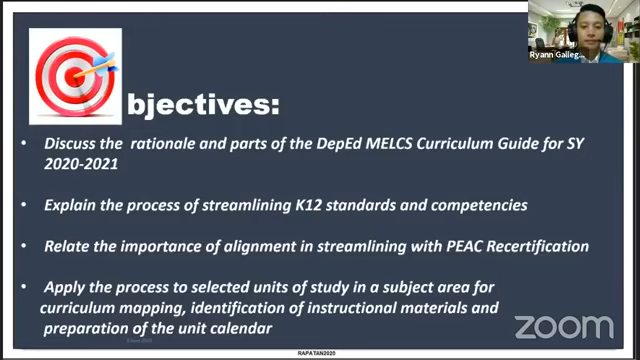 Ryann Galleg
bjectives:
• Discuss the rationale and parts of the DepEd MELCS Curriculum Guide for SY
2020-2021
• Explain the process of streamlining K12 standards and competencies
• Relate the importance of alignment in streamlining with PEAC Recertification
• Apply the process to selected units of study in a subject area for
curriculum mapping, identification of instructional materials and
preparation of the unit calendar
zoom
RAPATAN2020